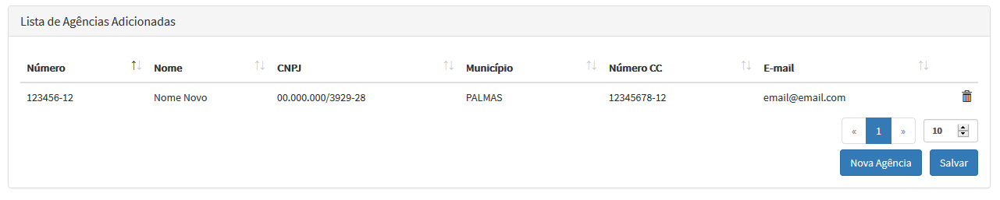 Lista de Agências Adicionadas
Número Nome CNPJ Município Número CC E-mail
123456-12 Nome Novo 00.000.000/3929-28 PALMAS 12345678-12 email@email.com
« 1 » 10
Nova Agência Salvar